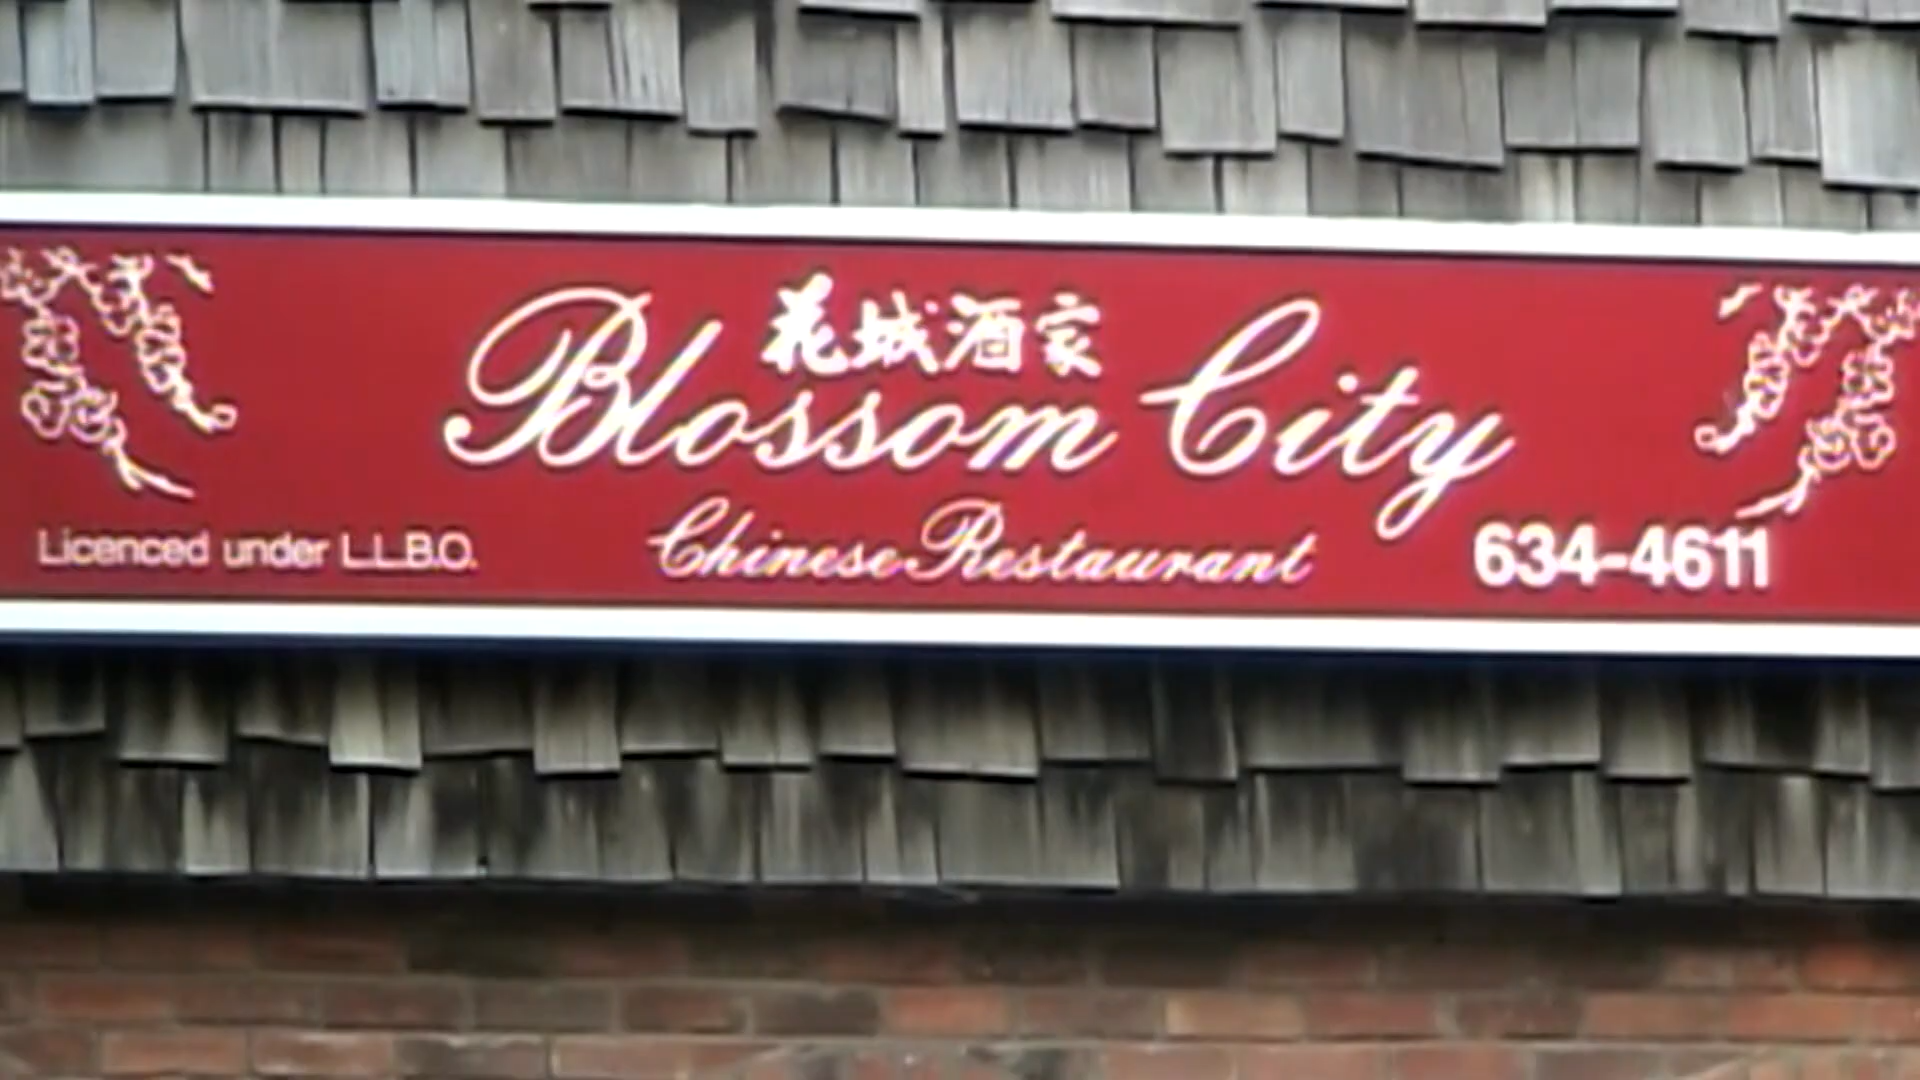 花城酒家
Blossom City
Chinese Restaurant
Licenced under L.L.B.O.
634-4611